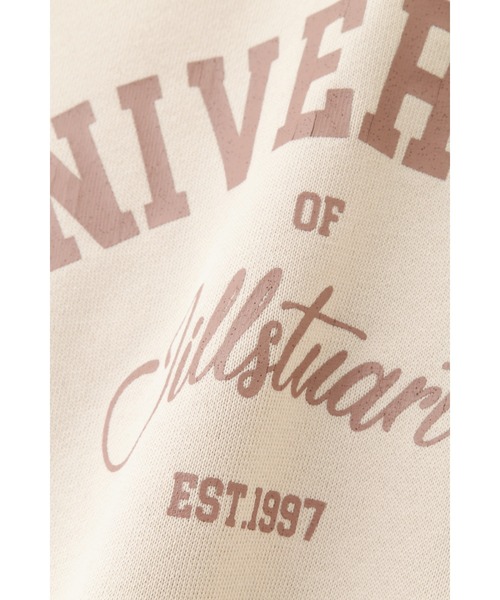 NIVER
OF
Jillstuart
EST.1997